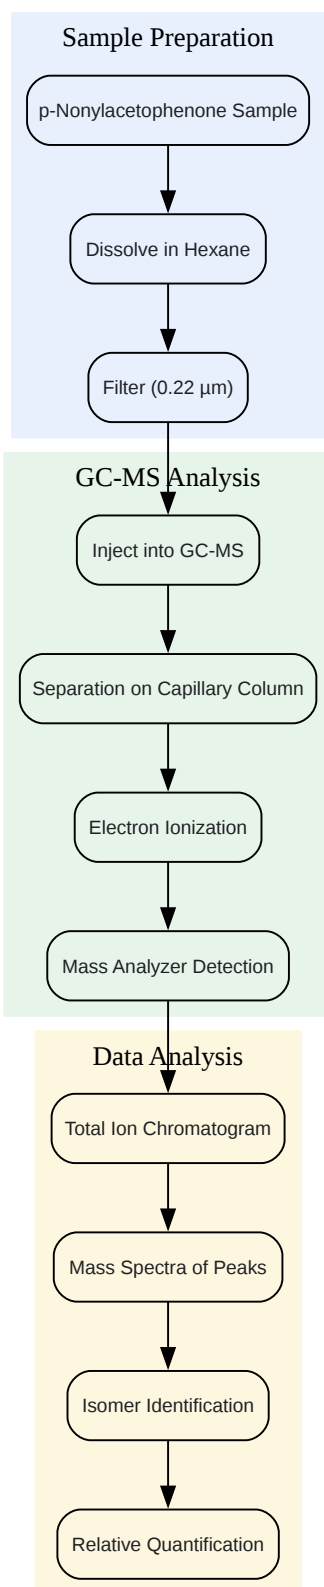 Sample Preparation
p-Nonylacetophenone Sample
Dissolve in Hexane
Filter (0.22 µm)
GC-MS Analysis
Inject into GC-MS
Separation on Capillary Column
Electron Ionization
Mass Analyzer Detection
Data Analysis
Total Ion Chromatogram
Mass Spectra of Peaks
Isomer Identification
Relative Quantification